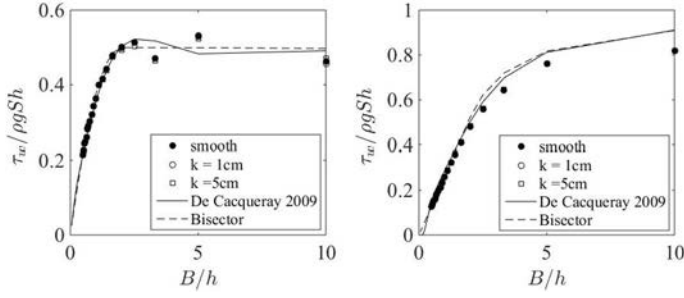 0.6
0.4
0.2
0
τw/ρgSh
smooth
k = 1cm
k =5cm
De Cacqueray 2009
Bisector
0 5 10
B/h
1
0.8
0.6
0.4
0.2
0
τw/ρgSh
smooth
k = 1cm
k =5cm
De Cacqueray 2009
Bisector
0 5 10
B/h